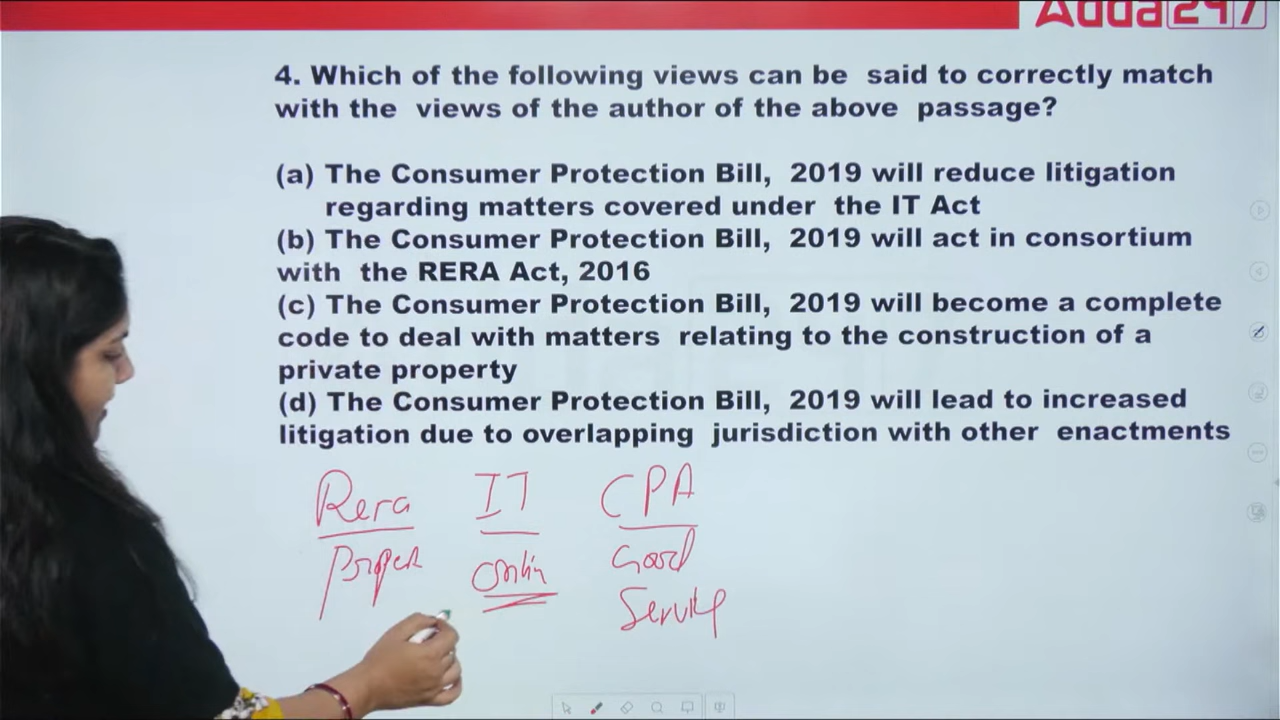 Adda247
4. Which of the following views can be said to correctly match
with the views of the author of the above passage?
(a) The Consumer Protection Bill, 2019 will reduce litigation
regarding matters covered under the IT Act
(b) The Consumer Protection Bill, 2019 will act in consortium
with the RERA Act, 2016
(c) The Consumer Protection Bill, 2019 will become a complete
code to deal with matters relating to the construction of a
private property
(d) The Consumer Protection Bill, 2019 will lead to increased
litigation due to overlapping jurisdiction with other enactments
Rera IT CPA
Good
Service